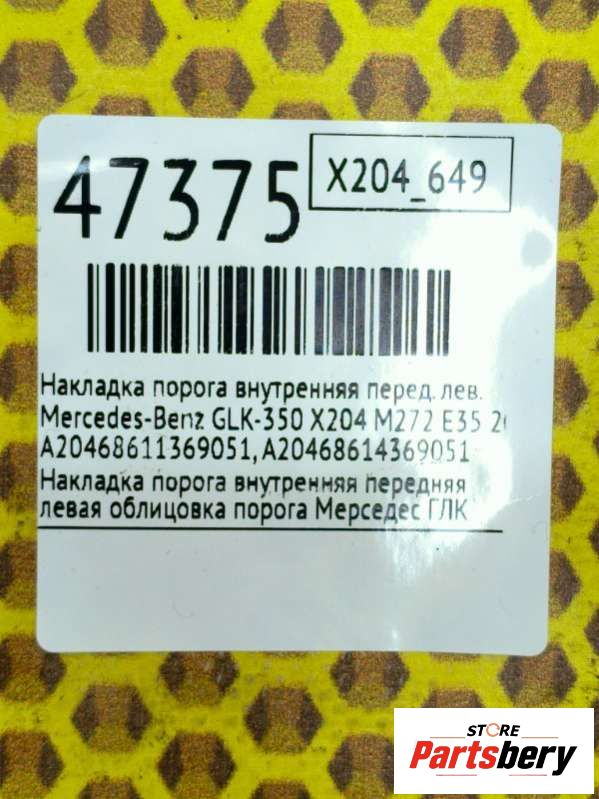 47375
X204_649
Накладка порога внутренняя перед. лев.
Mercedes-Benz GLK-350 X204 M272 E35
A20468611369051, A20468614369051
Накладка порога внутренняя передняя
левая облицовка порога Мерседес ГЛК
STORE
Partsbery